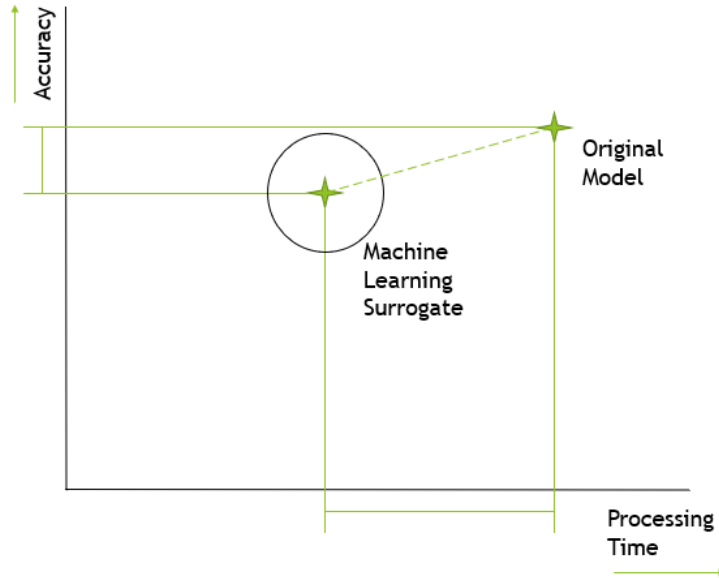 Accuracy
Original
Model
Machine
Learning
Surrogate
Processing
Time